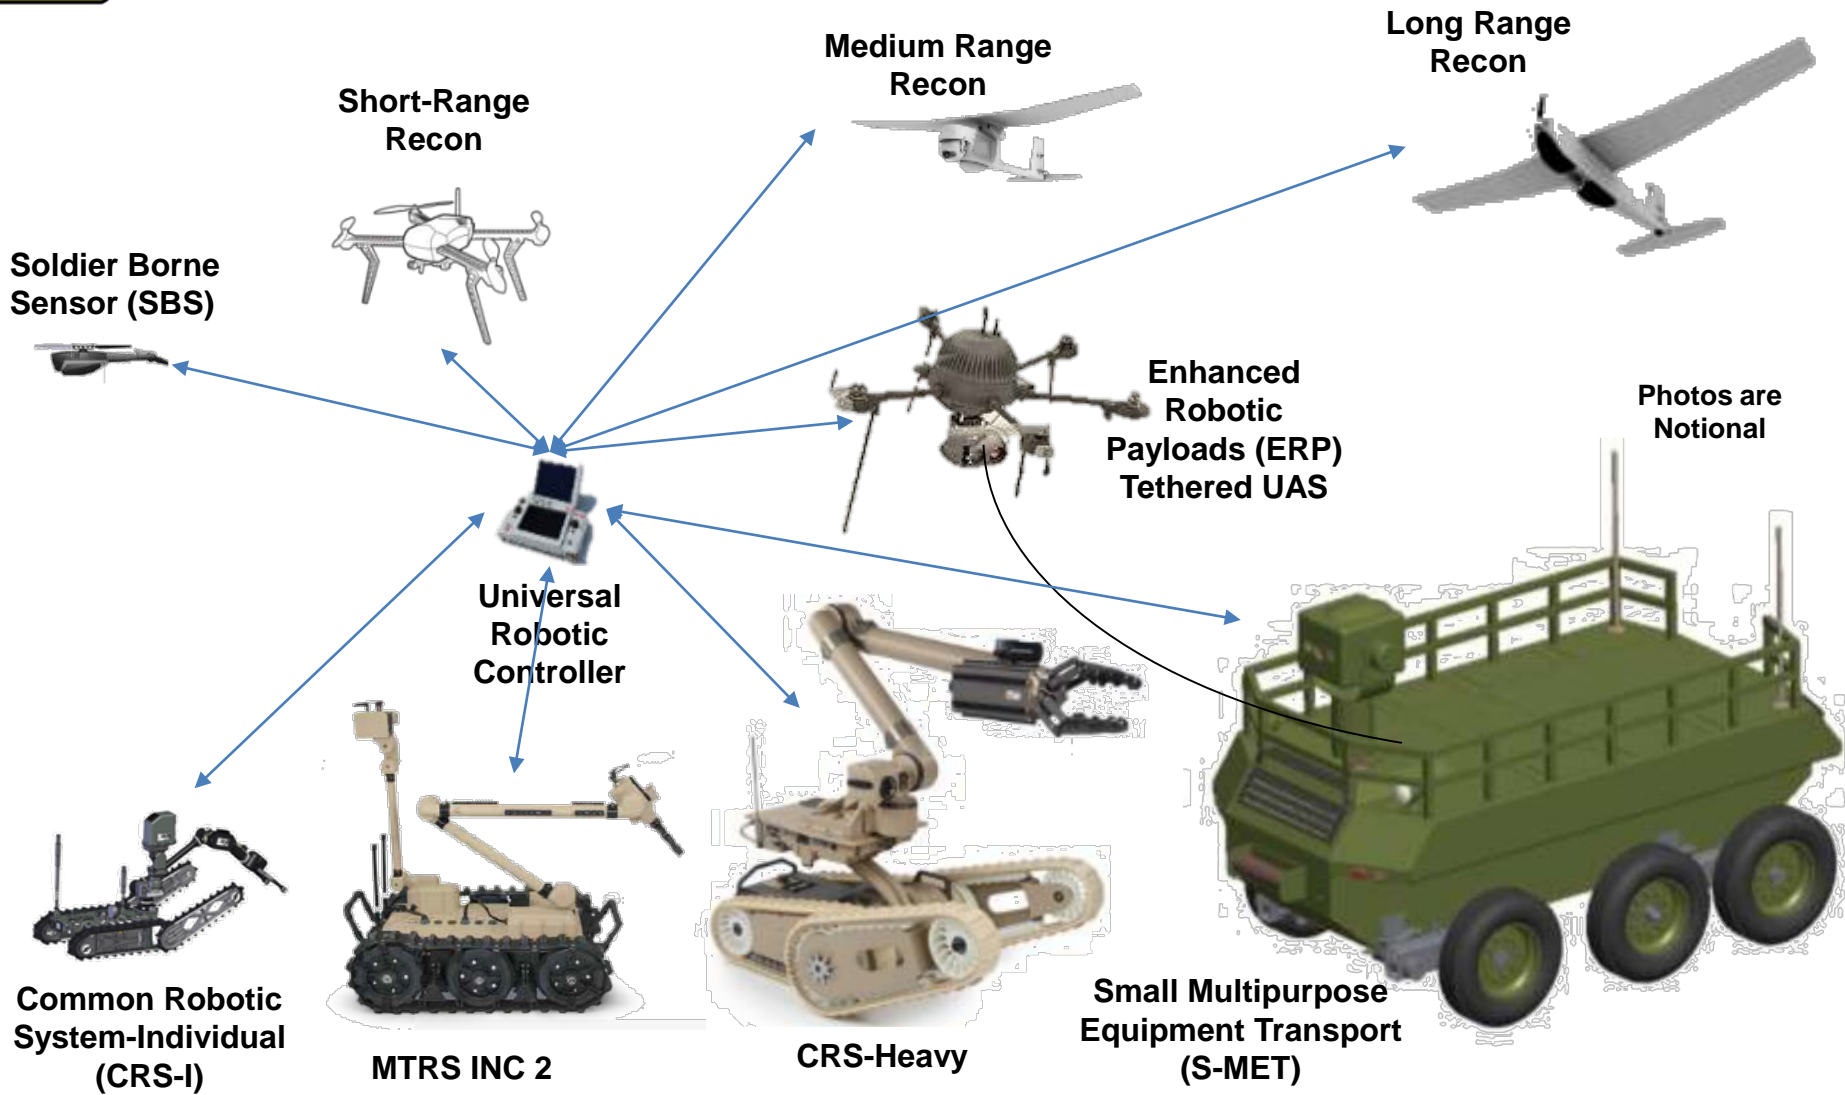 Long Range
Recon
Medium Range
Recon
Short-Range
Recon
Soldier Borne
Sensor (SBS)
Enhanced
Robotic
Payloads (ERP)
Tethered UAS
Photos are
Notional
Universal
Robotic
Controller
Common Robotic
System-Individual
(CRS-I)
MTRS INC 2
CRS-Heavy
Small Multipurpose
Equipment Transport
(S-MET)